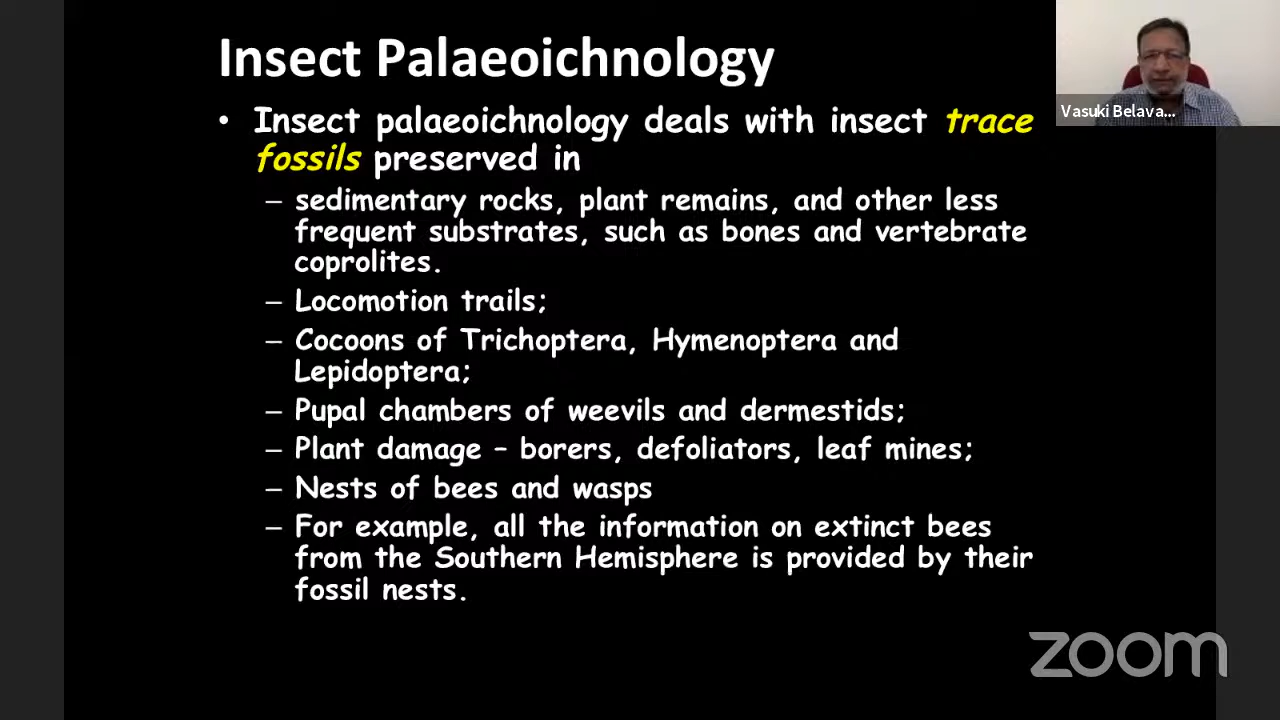 Insect Palaeoichnology
• Insect palaeoichnology deals with insect trace
fossils preserved in
– sedimentary rocks, plant remains, and other less
frequent substrates, such as bones and vertebrate
coprolites.
– Locomotion trails;
– Cocoons of Trichoptera, Hymenoptera and
Lepidoptera;
– Pupal chambers of weevils and dermestids;
– Plant damage – borers, defoliators, leaf mines;
– Nests of bees and wasps
– For example, all the information on extinct bees
from the Southern Hemisphere is provided by their
fossil nests.
Vasuki Belava...
zoom